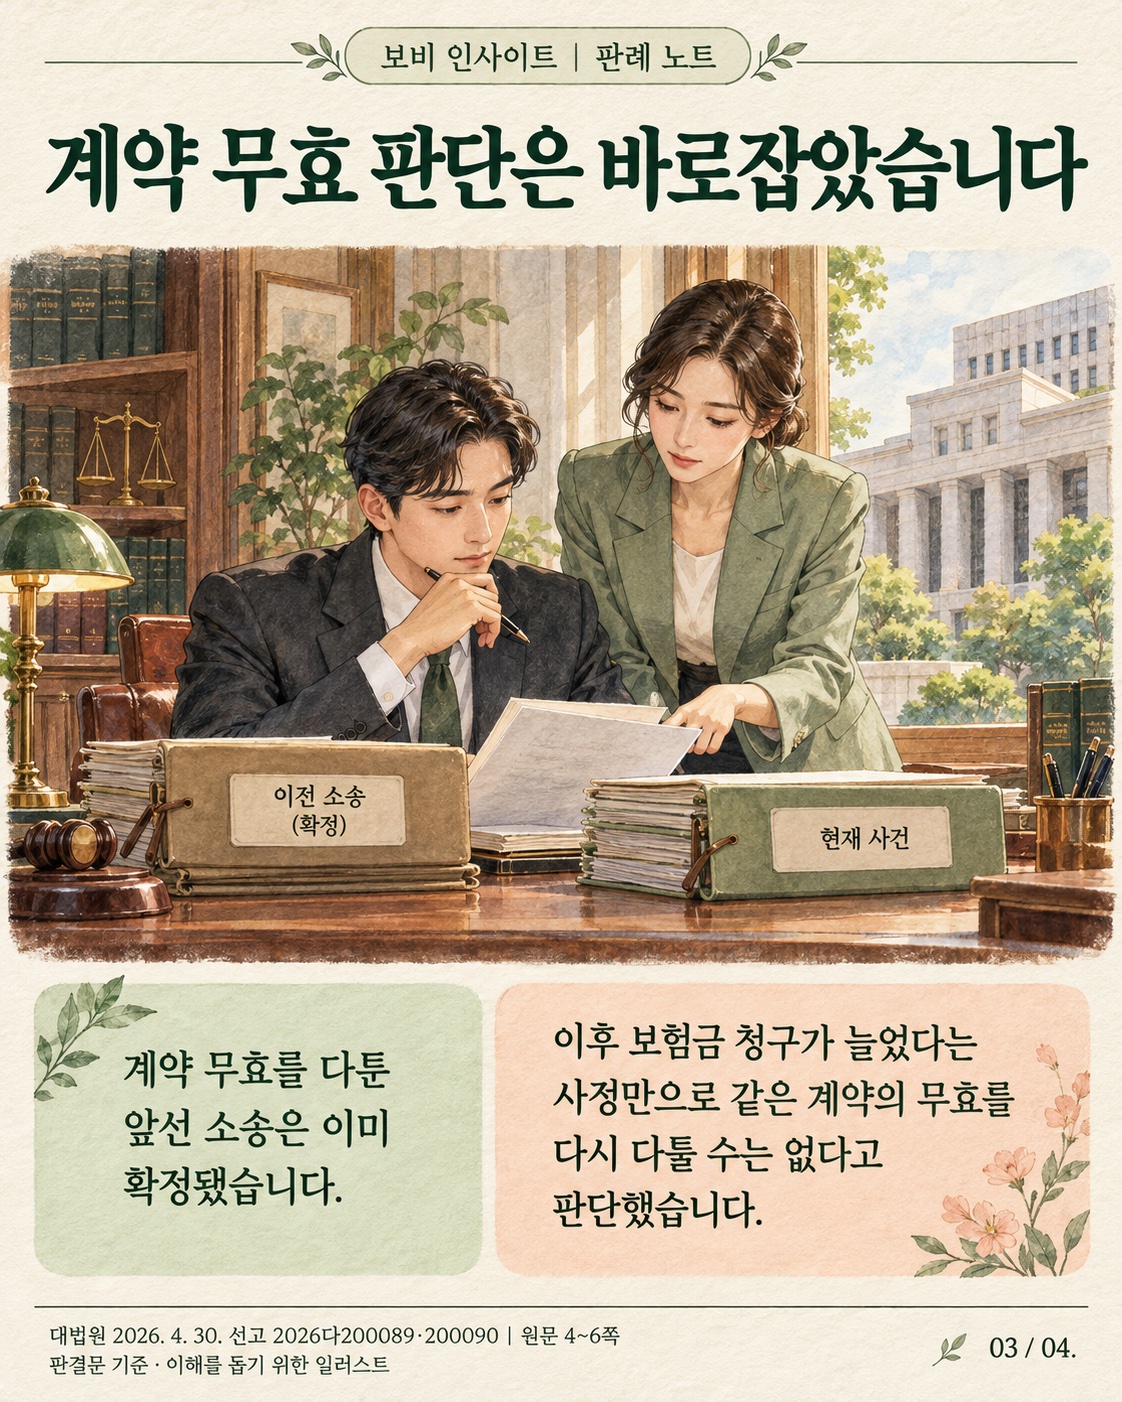 보비 인사이트 | 판례 노트
계약 무효 판단은 바로잡았습니다
이전 소송
(확정)
현재 사건
계약 무효를 다툰
앞선 소송은 이미
확정됐습니다.
이후 보험금 청구가 늘었다는
사정만으로 같은 계약의 무효를
다시 다툴 수는 없다고
판단했습니다.
대법원 2026. 4. 30. 선고 2026다200089·200090 | 원문 4~6쪽
판결문 기준 · 이해를 돕기 위한 일러스트
03 / 04.